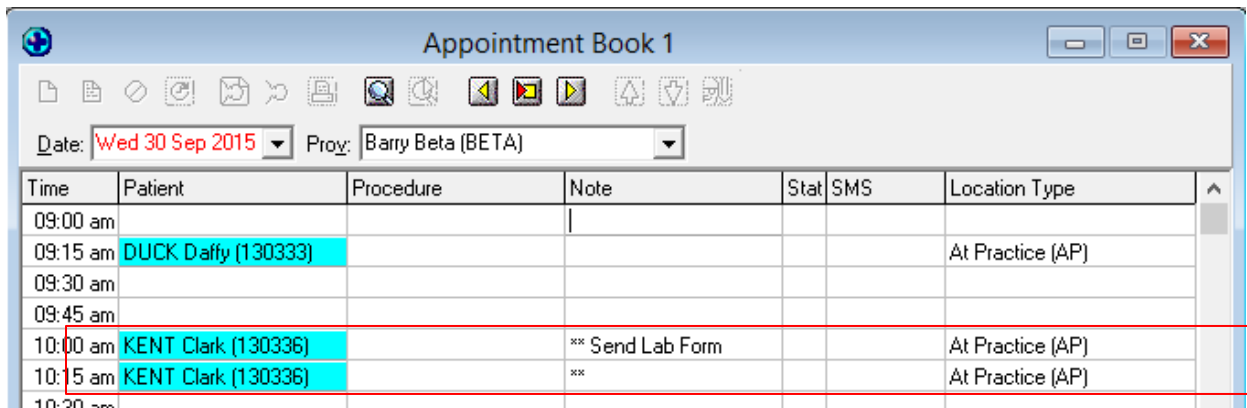 Appointment Book 1
Date: Wed 30 Sep 2015 Prov: Barry Beta (BETA)
Time Patient Procedure Note Stat SMS Location Type
09:00 am
09:15 am DUCK Daffy (130333) At Practice (AP)
09:30 am
09:45 am
10:00 am KENT Clark (130336) ** Send Lab Form At Practice (AP)
10:15 am KENT Clark (130336) ** At Practice (AP)
10:30 am